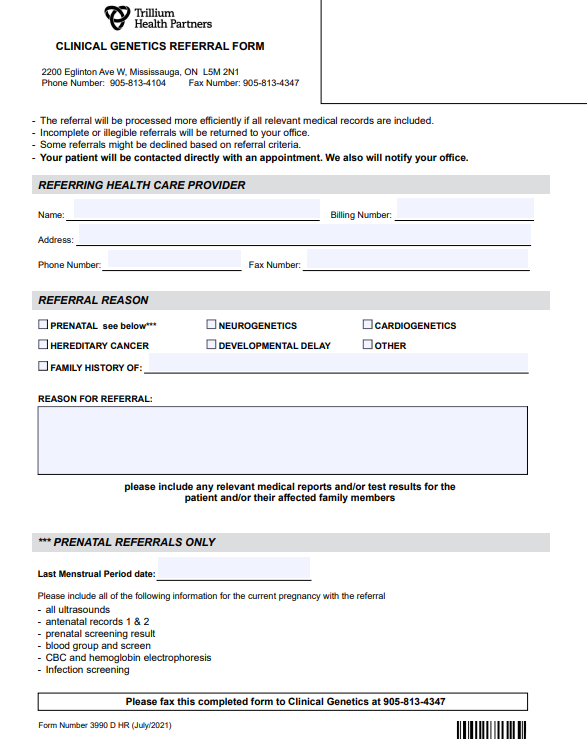 Trillium
Health Partners
CLINICAL GENETICS REFERRAL FORM
2200 Eglinton Ave W, Mississauga, ON L5M 2N1
Phone Number: 905-813-4104 Fax Number: 905-813-4347
- The referral will be processed more efficiently if all relevant medical records are included.
- Incomplete or illegible referrals will be returned to your office.
- Some referrals might be declined based on referral criteria.
- Your patient will be contacted directly with an appointment. We also will notify your office.
REFERRING HEALTH CARE PROVIDER
Name: Billing Number:
Address:
Phone Number: Fax Number:
REFERRAL REASON
PRENATAL see below*** NEUROGENETICS CARDIOGENETICS
HEREDITARY CANCER DEVELOPMENTAL DELAY OTHER
FAMILY HISTORY OF:
REASON FOR REFERRAL:
please include any relevant medical reports and/or test results for the
patient and/or their affected family members
*** PRENATAL REFERRALS ONLY
Last Menstrual Period date:
Please include all of the following information for the current pregnancy with the referral
- all ultrasounds
- antenatal records 1 & 2
- prenatal screening result
- blood group and screen
- CBC and hemoglobin electrophoresis
- Infection screening
Please fax this completed form to Clinical Genetics at 905-813-4347
Form Number 3990 D HR (July/2021)